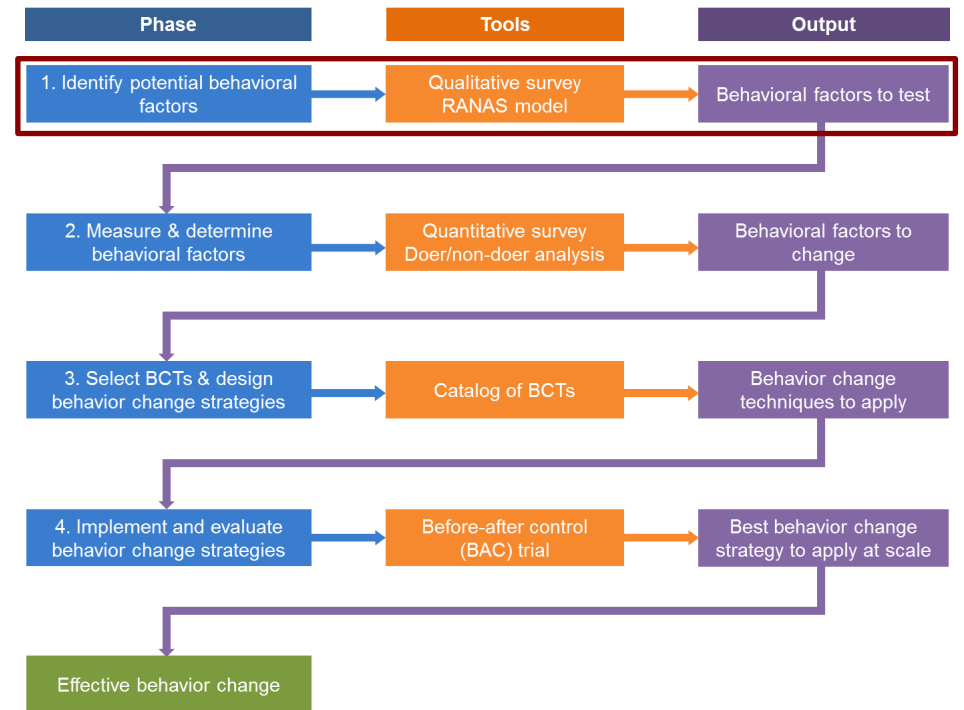 Phase
Tools
Output
1. Identify potential behavioral
factors
Qualitative survey
RANAS model
Behavioral factors to test
2. Measure & determine
behavioral factors
Quantitative survey
Doer/non-doer analysis
Behavioral factors to
change
3. Select BCTs & design
behavior change strategies
Catalog of BCTs
Behavior change
techniques to apply
4. Implement and evaluate
behavior change strategies
Before-after control
(BAC) trial
Best behavior change
strategy to apply at scale
Effective behavior change